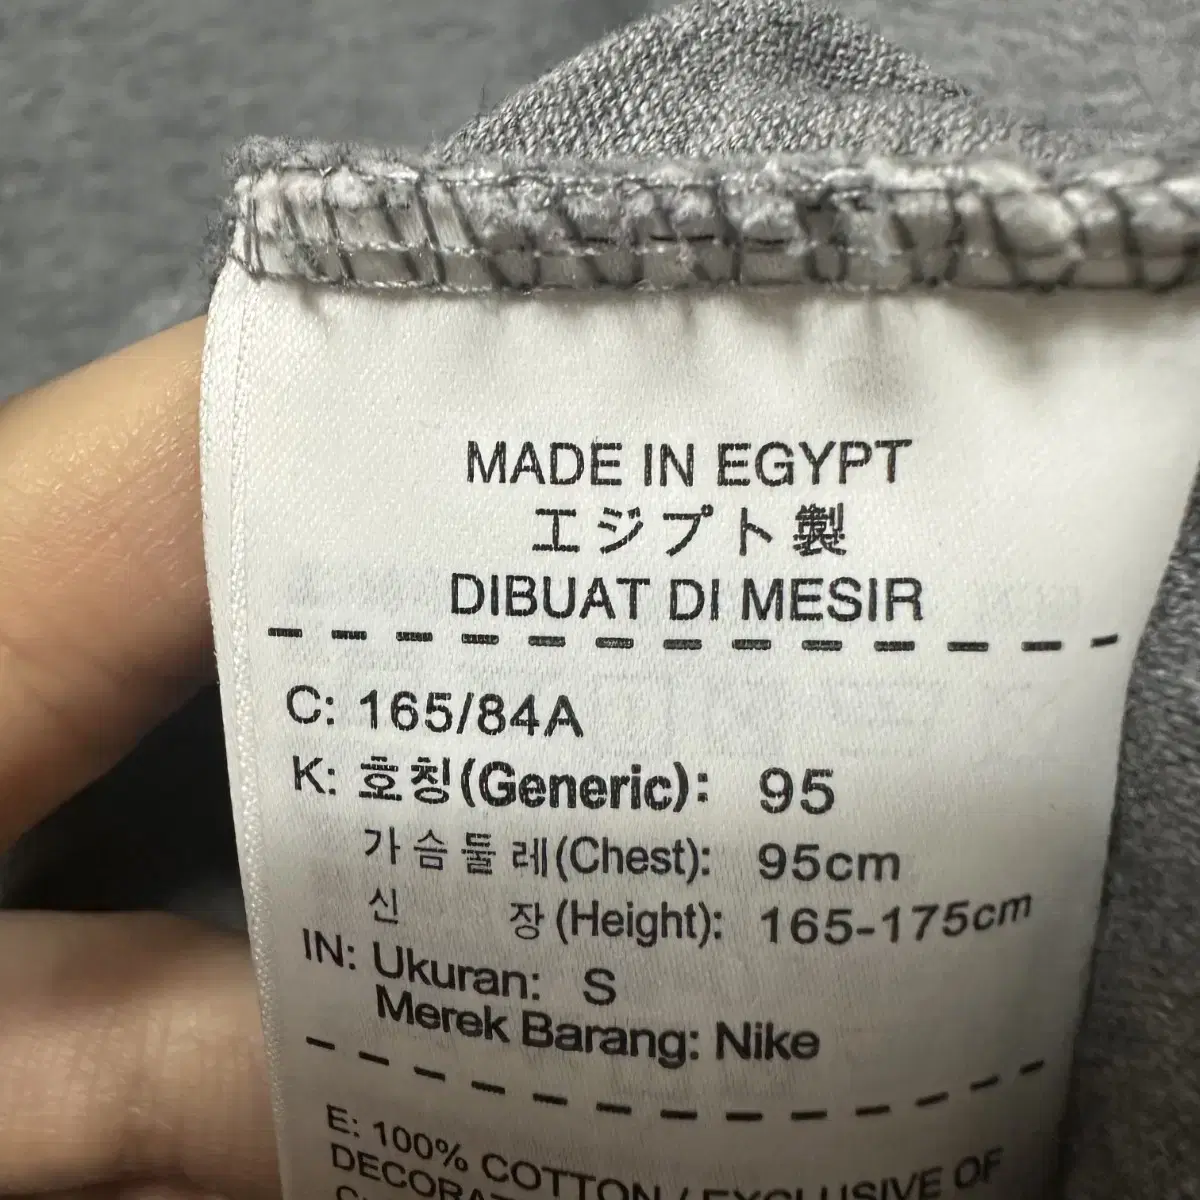 MADE IN EGYPT
エジプト製
DIBUAT DI MESIR
C: 165/84A
K: 호칭(Generic): 95
가슴둘레(Chest): 95cm
신 장(Height): 165-175cm
IN: Ukuran: S
Merek Barang: Nike
E: 100% COTTON / EXCLUSIVE OF